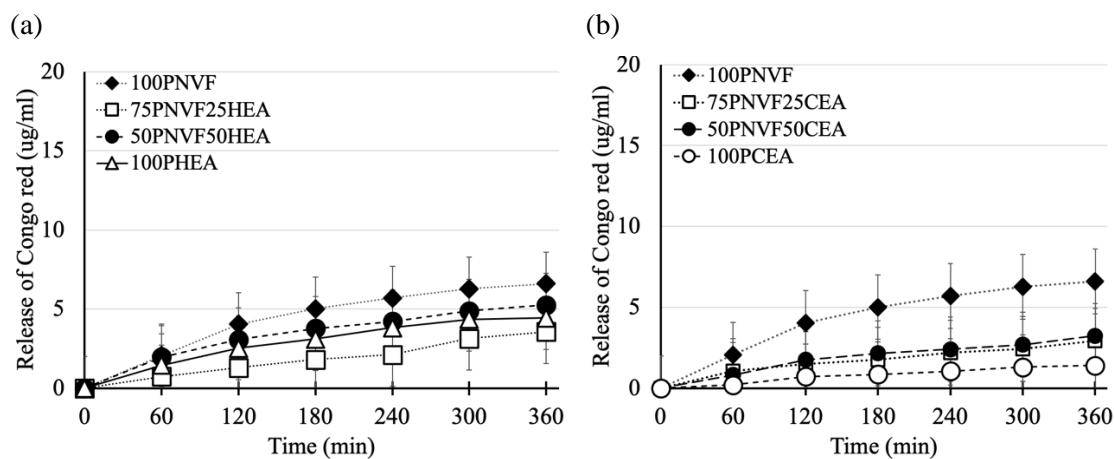 (a)
20
15
10
5
0
Release of Congo red (ug/ml)
100PNVF
75PNVF25HEA
50PNVF50HEA
100PHEA
0 60 120 180 240 300 360
Time (min)
(b)
20
15
10
5
0
Release of Congo red (ug/ml)
100PNVF
75PNVF25CEA
50PNVF50CEA
100PCEA
0 60 120 180 240 300 360
Time (min)